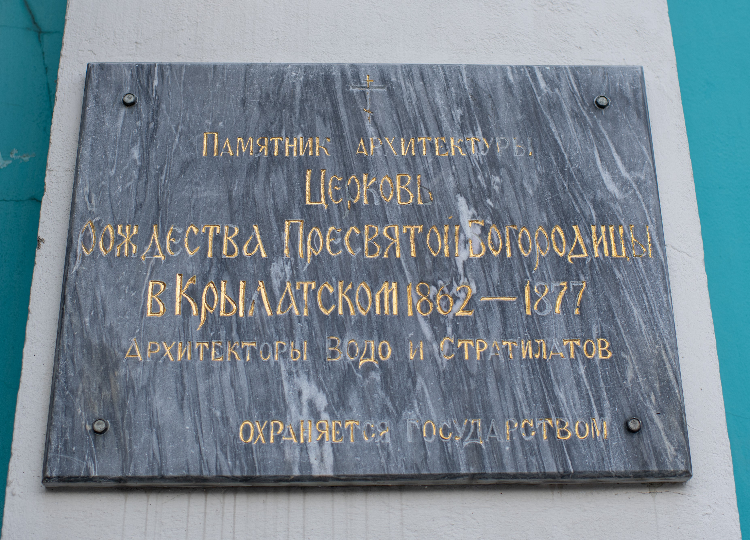 Памятник архитектуры
Церковь
Рождества Пресвятой Богородицы
в Крылатском 1862 — 1877
Архитекторы Водо и Стратилатов
охраняется государством